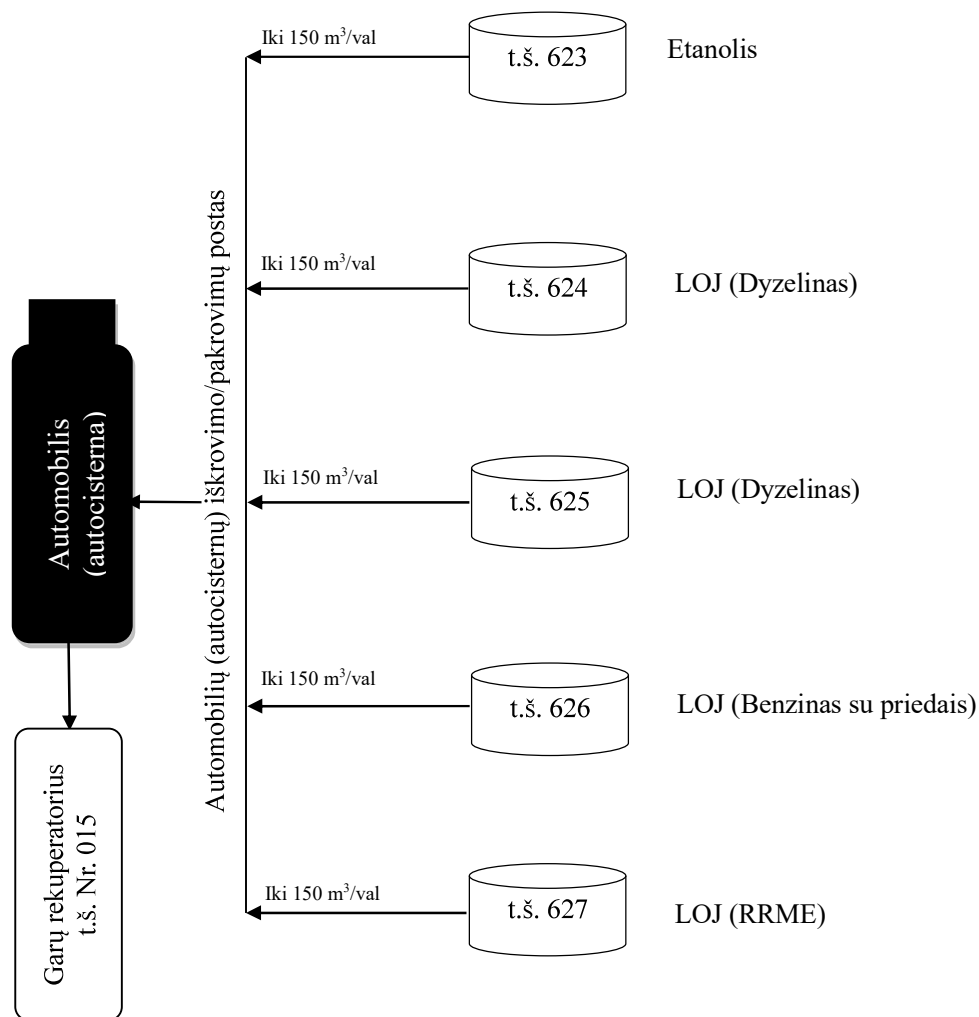 Iki 150 m³/val
t.š. 623
Etanolis
Iki 150 m³/val
t.š. 624
LOJ (Dyzelinas)
Iki 150 m³/val
t.š. 625
LOJ (Dyzelinas)
Iki 150 m³/val
t.š. 626
LOJ (Benzinas su priedais)
Iki 150 m³/val
t.š. 627
LOJ (RRME)
Automobilių (autocisternų) iškrovimo/pakrovimų postas
Automobilis
(autocisterna)
Garų rekuperatorius
t.š. Nr. 015